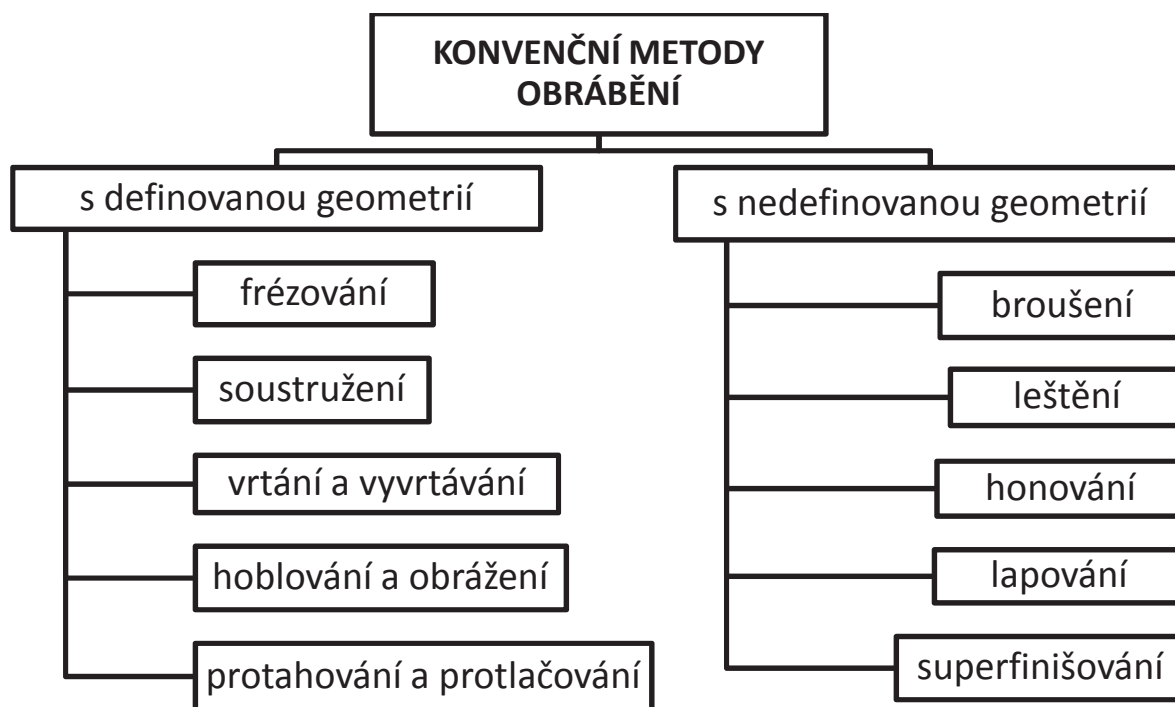 KONVENČNÍ METODY
OBRÁBĚNÍ
s definovanou geometrií
frézování
soustružení
vrtání a vyvrtávání
hoblování a obrážení
protahování a protlačování
s nedefinovanou geometrií
broušení
leštění
honování
lapování
superfinišování